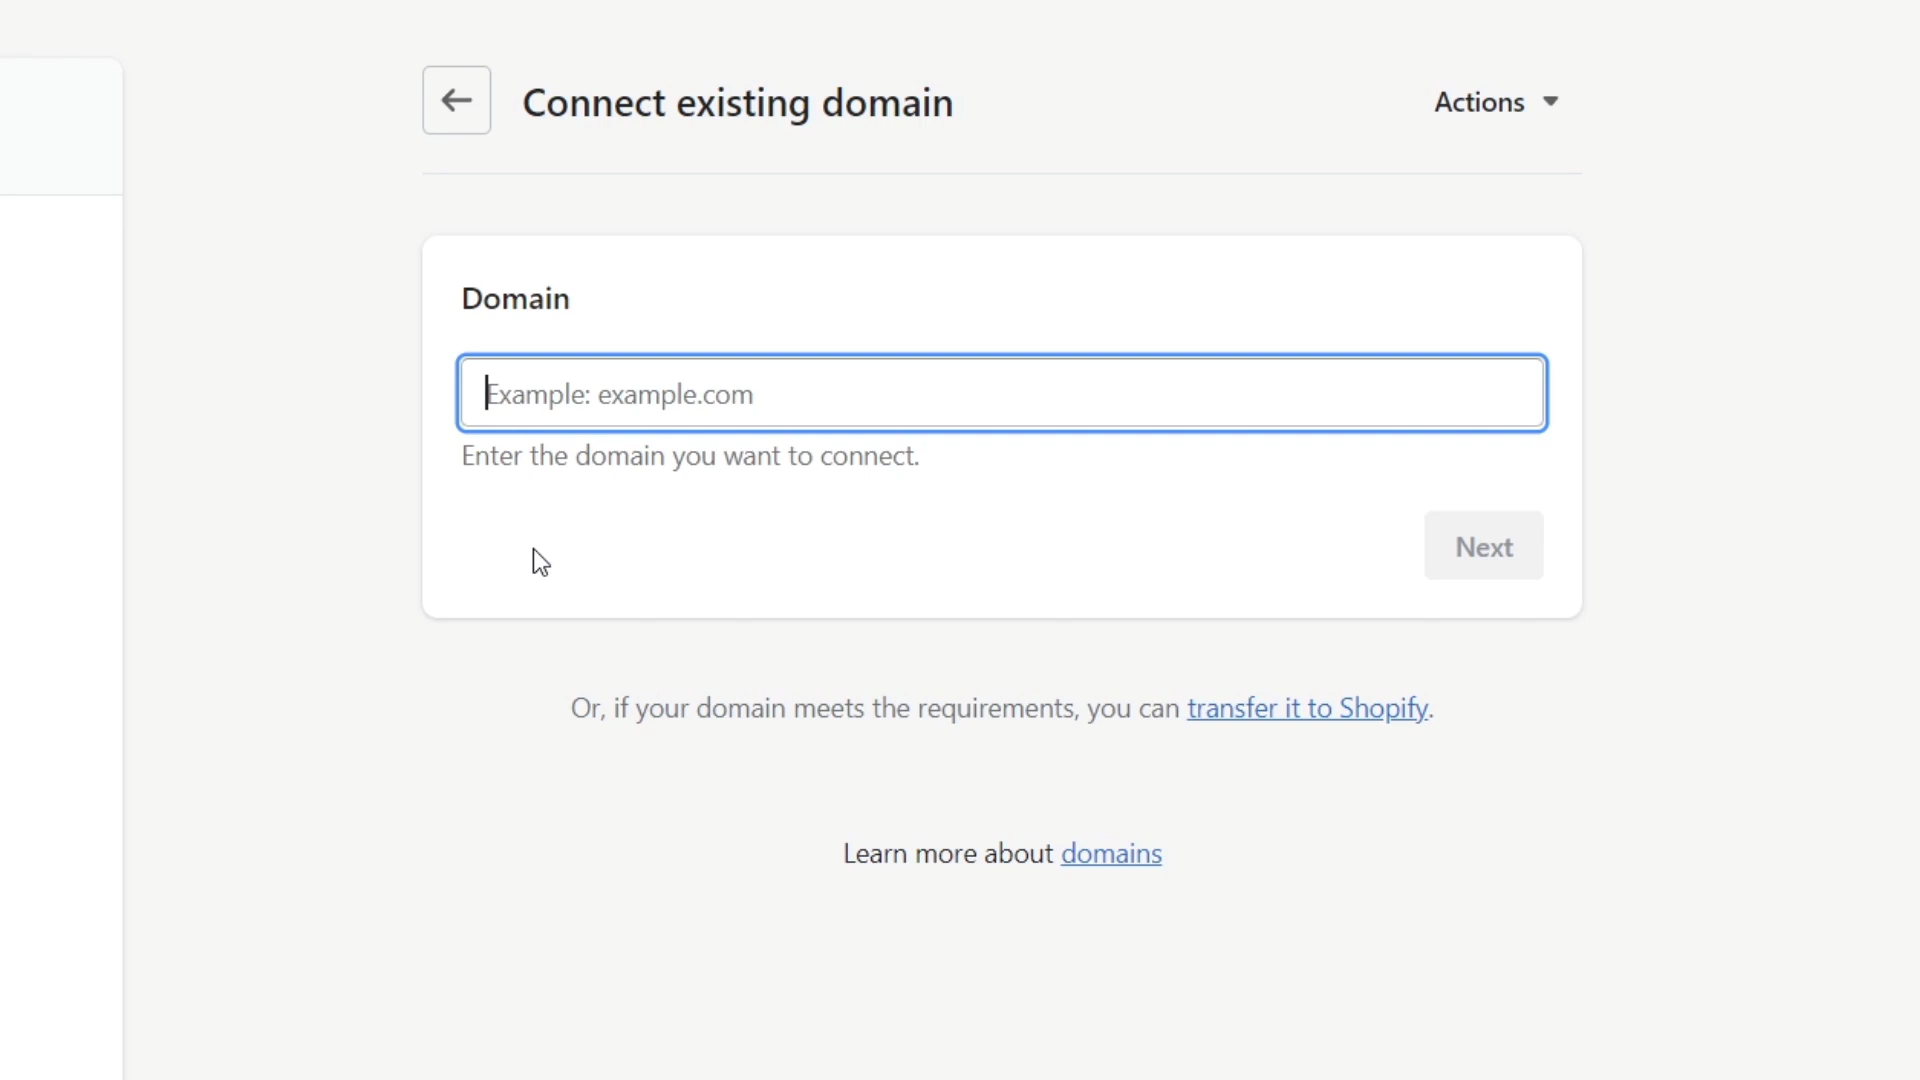 Connect existing domain
Actions
Domain
Example: example.com
Enter the domain you want to connect.
Next
Or, if your domain meets the requirements, you can transfer it to Shopify.
Learn more about domains